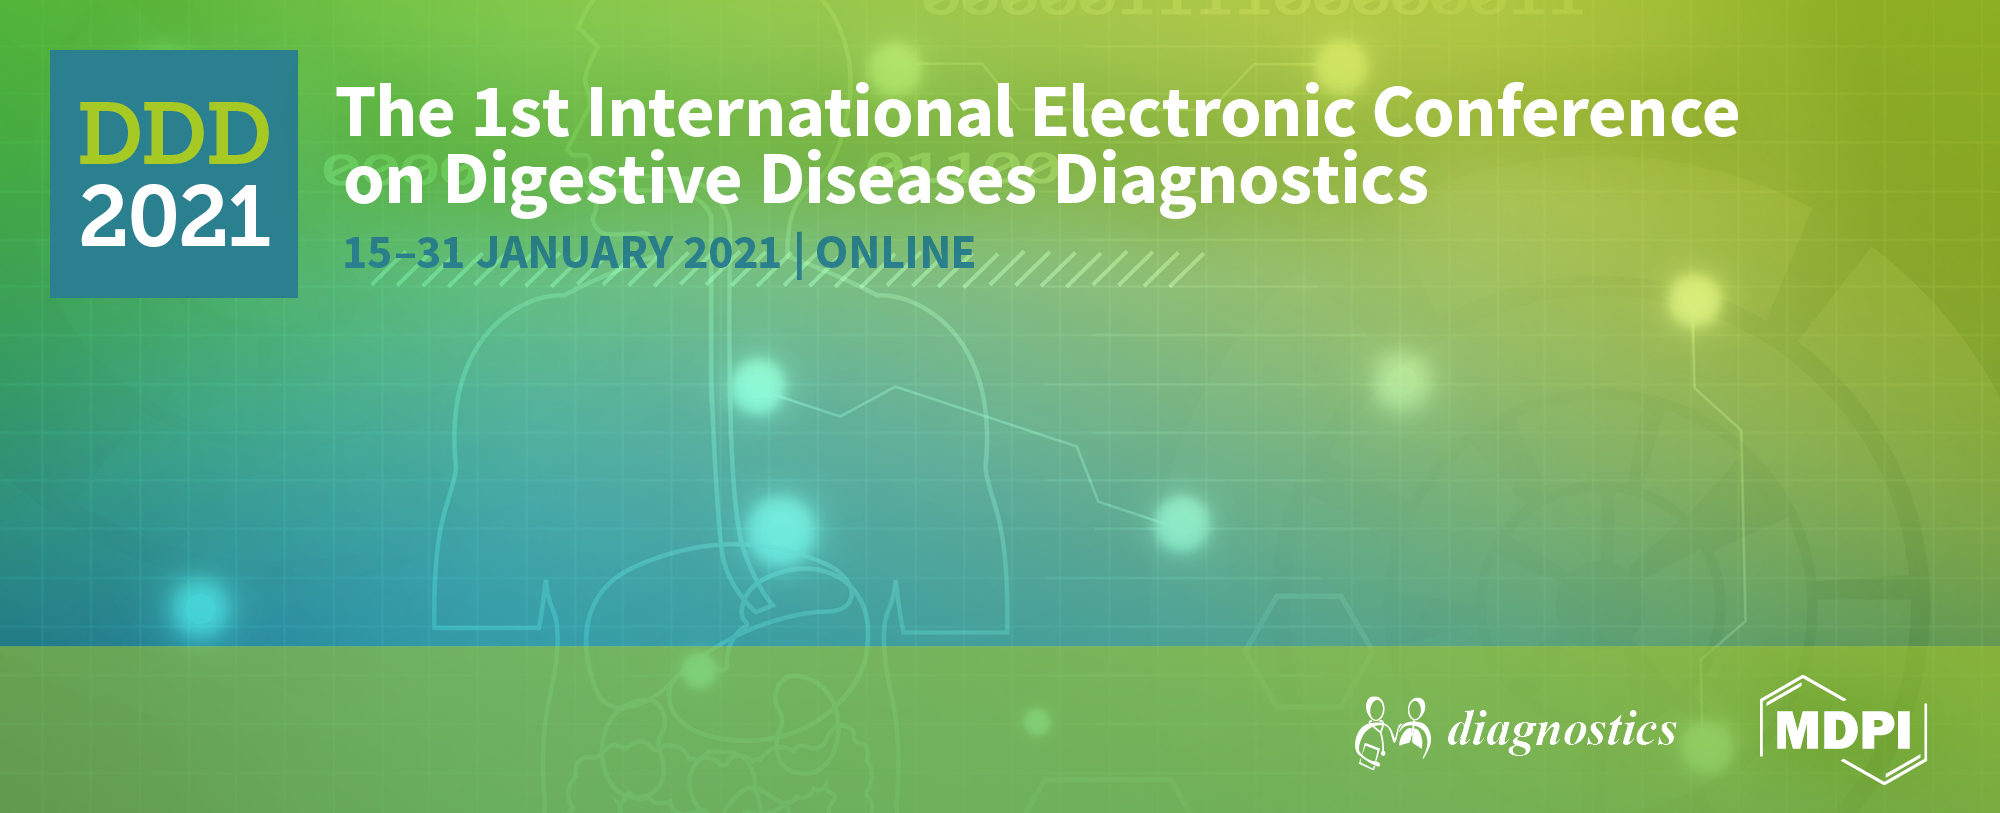 DDD
2021
The 1st International Electronic Conference
on Digestive Diseases Diagnostics
15–31 JANUARY 2021 | ONLINE
diagnostics
MDPI